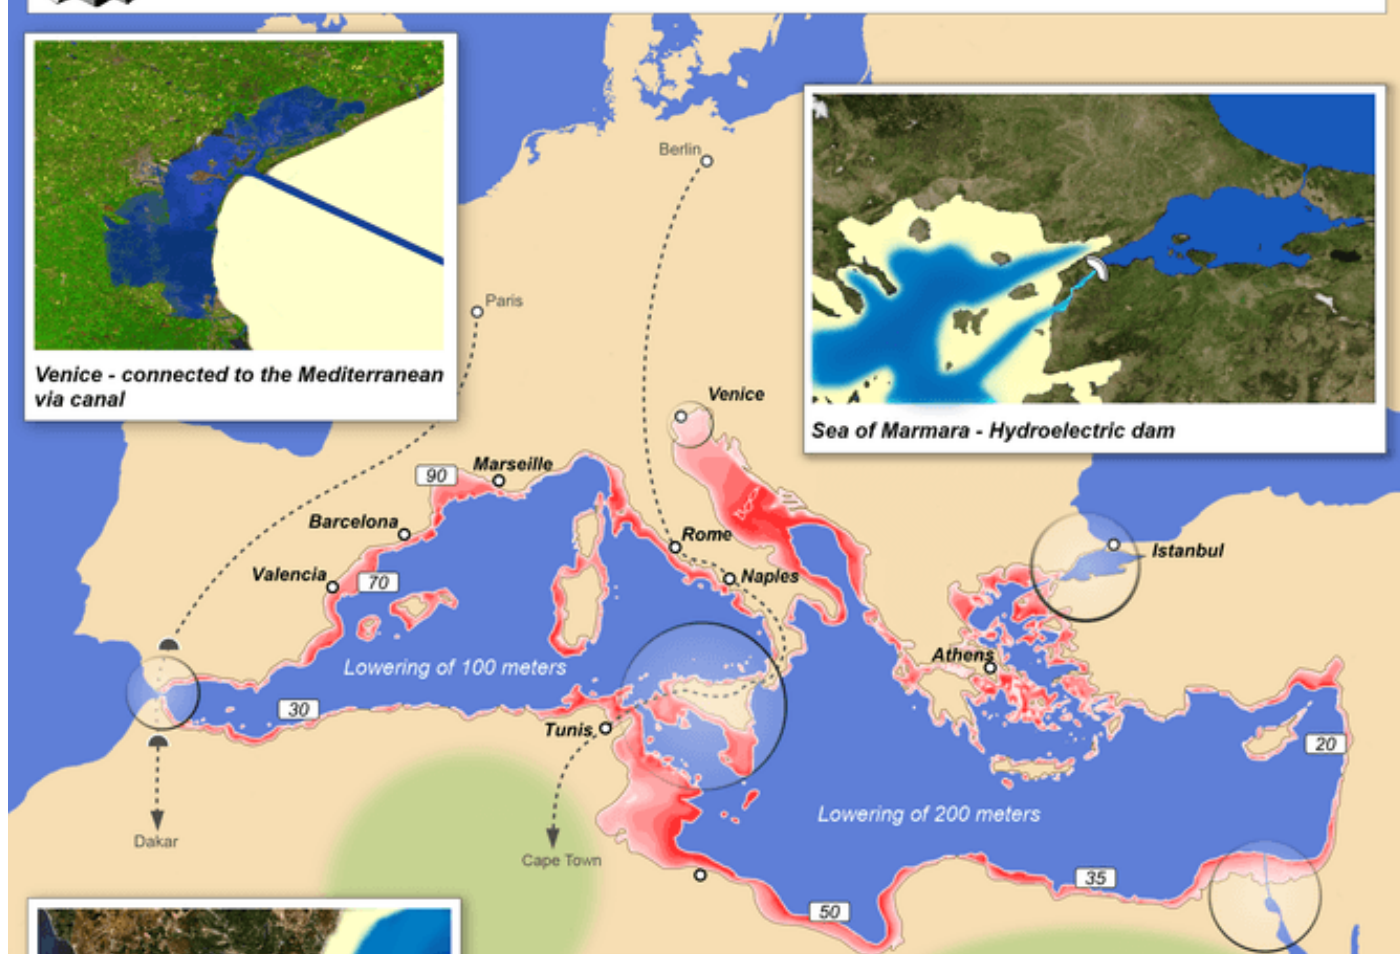 Venice - connected to the Mediterranean
via canal
Sea of Marmara - Hydroelectric dam
Berlin
Paris
Venice
90
Marseille
Barcelona
Rome
Istanbul
Valencia
70
Naples
Lowering of 100 meters
Athens
30
Tunis
20
Lowering of 200 meters
Dakar
Cape Town
35
50